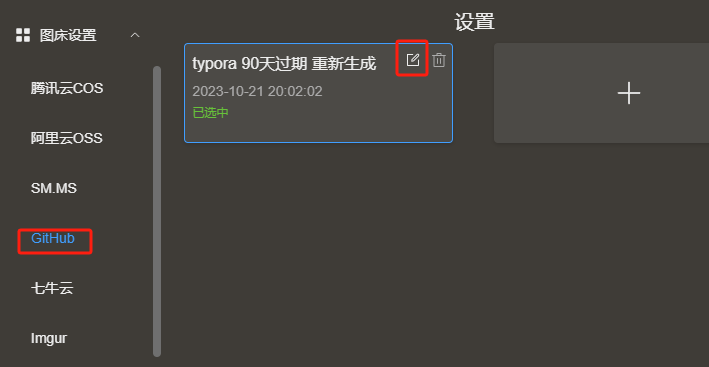 设置
图床设置
腾讯云COS
阿里云OSS
SM.MS
GitHub
七牛云
Imgur
typora 90天过期 重新生成
2023-10-21 20:02:02
已选中